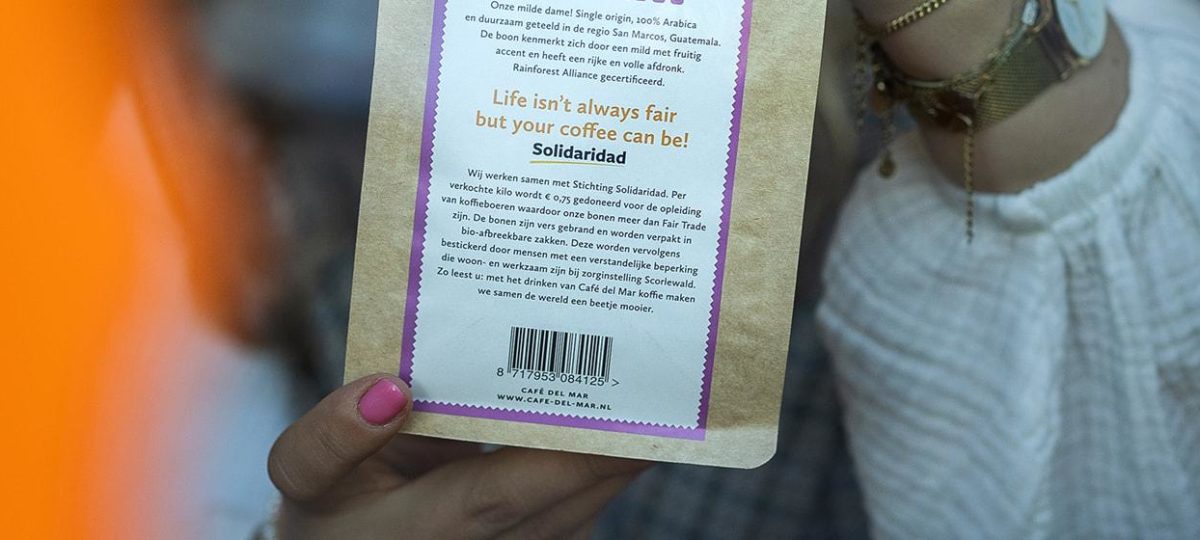 Onze milde dame! Single origin, 100% Arabica
en duurzaam geteeld in de regio San Marcos, Guatemala.
De boon kenmerkt zich door een mild met fruitig
accent en heeft een rijke en volle afdronk.
Rainforest Alliance gecertificeerd.
Life isn't always fair
but your coffee can be!
Solidaridad
Wij werken samen met Stichting Solidaridad. Per
verkochte kilo wordt € 0,75 gedoneerd voor de opleiding
van koffieboeren waardoor onze bonen meer dan Fair Trade
zijn. De bonen zijn vers gebrand en worden verpakt in
bio-afbreekbare zakken. Deze worden vervolgens
bestickerd door mensen met een verstandelijke beperking
die woon- en werkzaam zijn bij zorginstelling Scorlewald.
Zo leest u: met het drinken van Café del Mar koffie maken
we samen de wereld een beetje mooier.
8 717953 084125 >
CAFÉ DEL MAR
WWW.CAFE-DEL-MAR.NL